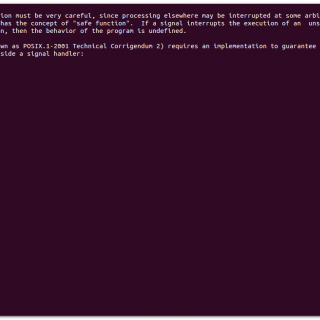 ion must be very careful, since processing elsewhere may be interrupted at some arbi
has the concept of "safe function".  If a signal interrupts the execution of an  uns
n, then the behavior of the program is undefined.
own as POSIX.1-2001 Technical Corrigendum 2) requires an implementation to guarantee
side a signal handler: